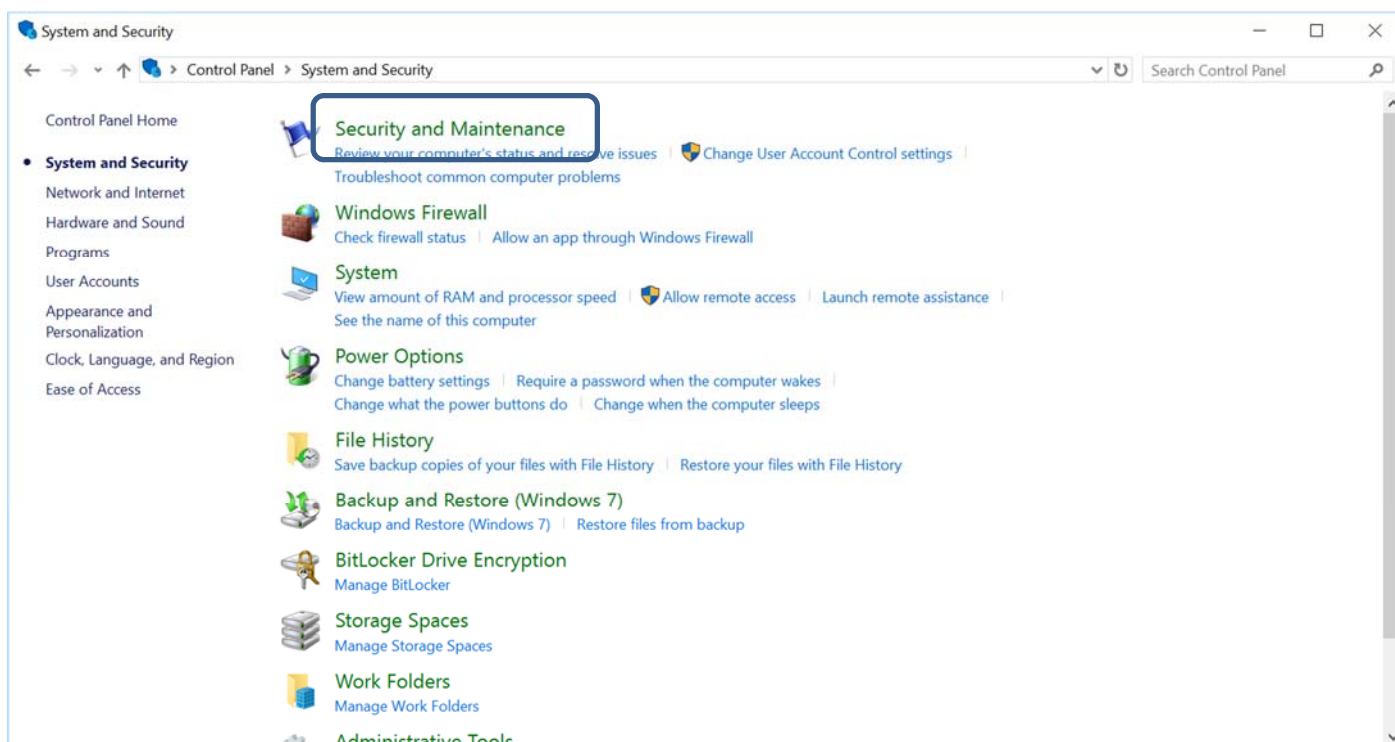 System and Security
Control Panel > System and Security
Search Control Panel
Control Panel Home
System and Security
Network and Internet
Hardware and Sound
Programs
User Accounts
Appearance and
Personalization
Clock, Language, and Region
Ease of Access
Security and Maintenance
Review your computer's status and resolve issues | Change User Account Control settings |
Troubleshoot common computer problems
Windows Firewall
Check firewall status | Allow an app through Windows Firewall
System
View amount of RAM and processor speed | Allow remote access | Launch remote assistance |
See the name of this computer
Power Options
Change battery settings | Require a password when the computer wakes |
Change what the power buttons do | Change when the computer sleeps
File History
Save backup copies of your files with File History | Restore your files with File History
Backup and Restore (Windows 7)
Backup and Restore (Windows 7) | Restore files from backup
BitLocker Drive Encryption
Manage BitLocker
Storage Spaces
Manage Storage Spaces
Work Folders
Manage Work Folders
Administrative Tools